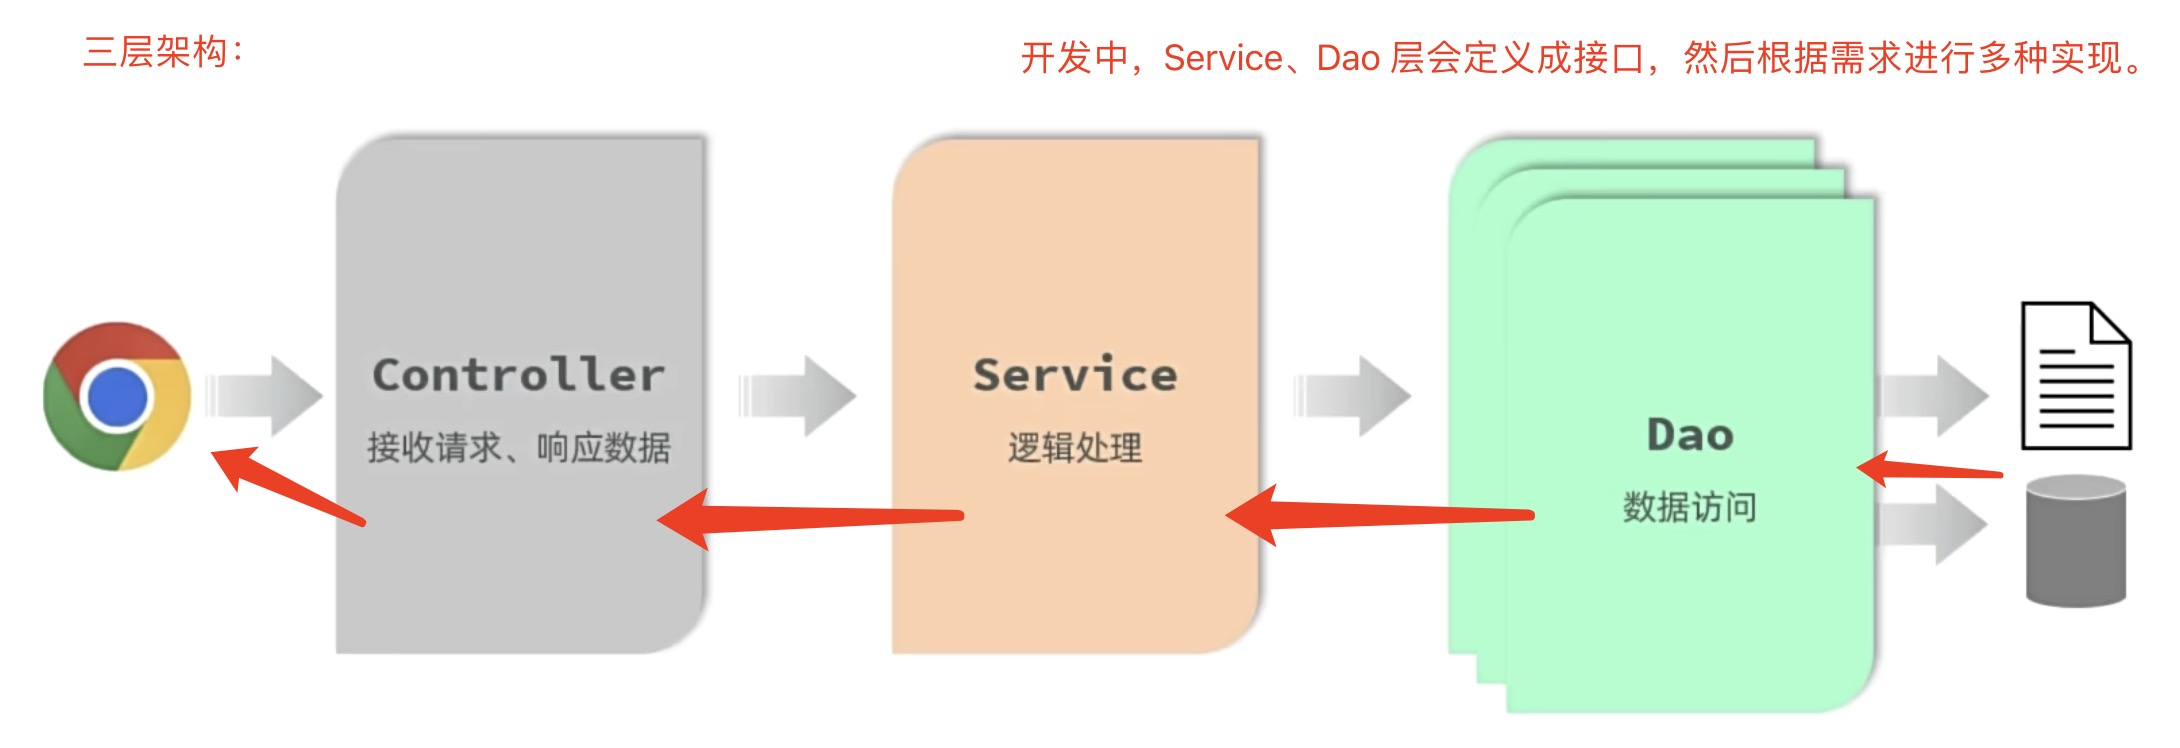 三层架构：
开发中，Service、Dao 层会定义成接口，然后根据需求进行多种实现。
Controller
接收请求、响应数据
Service
逻辑处理
Dao
数据访问